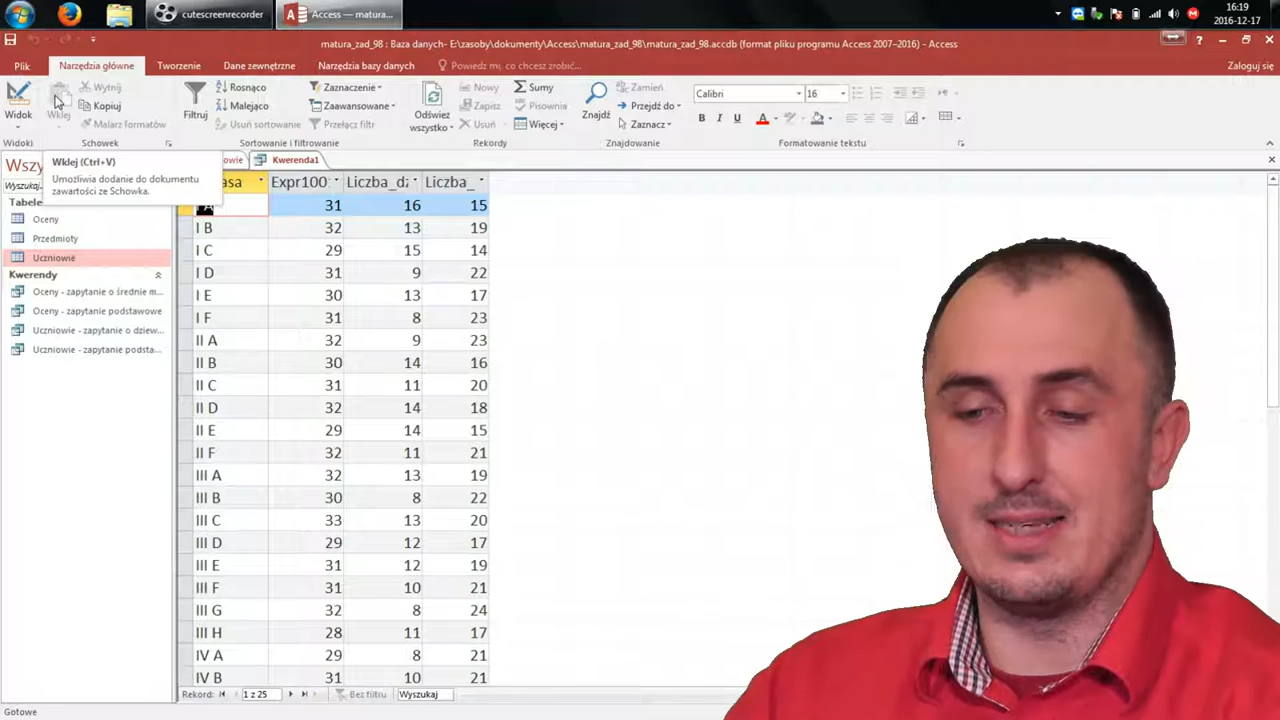 cutescreenrecorder
Access — matura...
16:19
2016-12-17
matura_zad_98 : Baza danych- E:\zasoby\dokumenty\Access\matura_zad_98\matura_zad_98.accdb (format pliku programu Access 2007–2016) - Access
Plik
Narzędzia główne
Tworzenie
Dane zewnętrzne
Narzędzia bazy danych
Powiedz mi, co chcesz zrobić...
Zaloguj się
Widok
Wklej
Wytnij
Kopiuj
Malarz formatów
Filtruj
Rosnąco
Malejąco
Usuń sortowanie
Zaznaczenie
Zaawansowane
Przełącz filtr
Odśwież
wszystko
Nowy
Zapisz
Usuń
Sumy
Pisownia
Więcej
Znajdź
Zamień
Przejdź do
Zaznacz
Calibri
16
B I U A
Widoki
Schowek
Sortowanie i filtrowanie
Rekordy
Znajdowanie
Formatowanie tekstu
Wszy
Wyszukaj
Wklej (Ctrl+V)
Umożliwia dodanie do dokumentu
zawartości ze Schowka.
owie
Kwerenda1
Tabele
Oceny
Przedmioty
Uczniowie
Kwerendy
Oceny - zapytanie o średnie m...
Oceny - zapytanie podstawowe
Uczniowie - zapytanie o dziew...
Uczniowie - zapytanie podsta...
asa Expr100 Liczba_dz Liczba_
31 16 15
I B 32 13 19
I C 29 15 14
I D 31 9 22
I E 30 13 17
I F 31 8 23
II A 32 9 23
II B 30 14 16
II C 31 11 20
II D 32 14 18
II E 29 14 15
II F 32 11 21
III A 32 13 19
III B 30 8 22
III C 33 13 20
III D 29 12 17
III E 31 12 19
III F 31 10 21
III G 32 8 24
III H 28 11 17
IV A 29 8 21
IV B 31 10 21
Rekord: 1 z 25 Bez filtru Wyszukaj
Gotowe